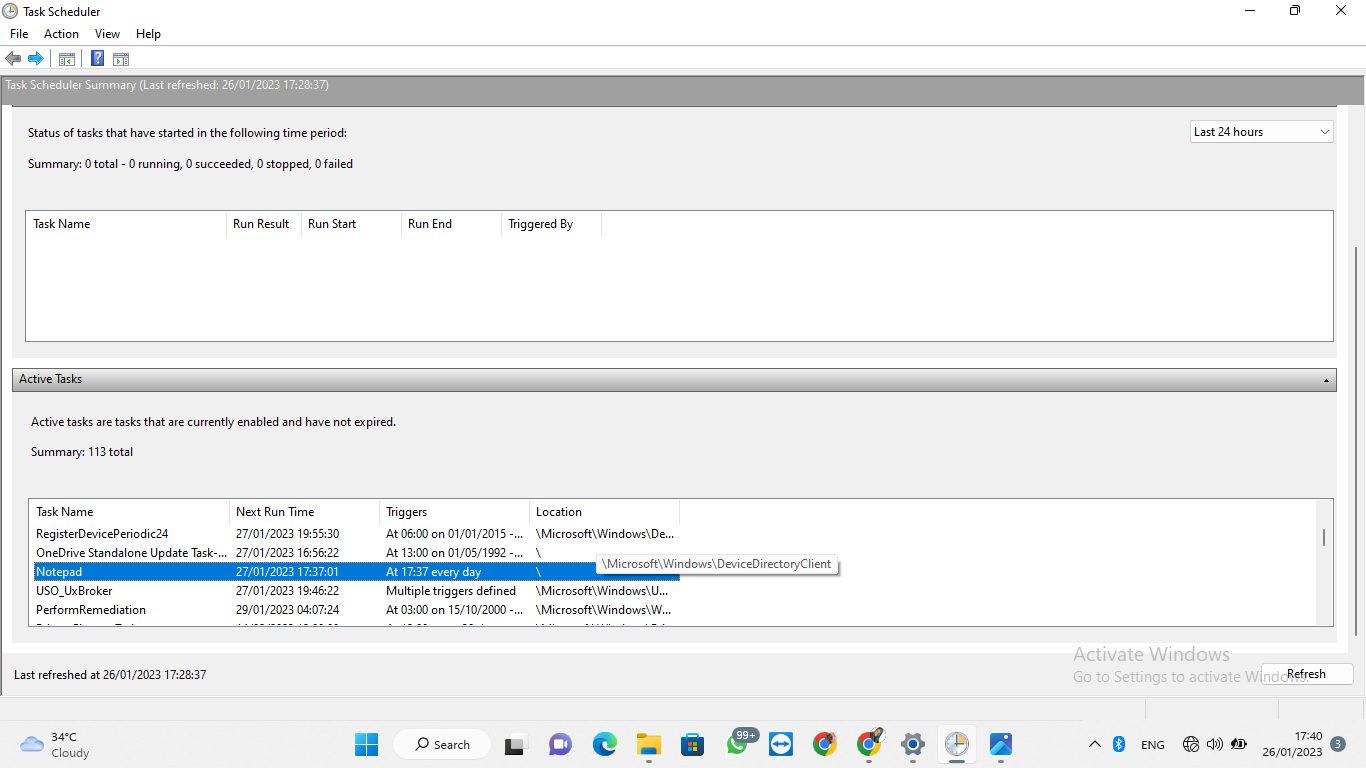 Task Scheduler
File Action View Help
Task Scheduler Summary (Last refreshed: 26/01/2023 17:28:37)
Status of tasks that have started in the following time period:
Last 24 hours
Summary: 0 total - 0 running, 0 succeeded, 0 stopped, 0 failed
Task Name Run Result Run Start Run End Triggered By
Active Tasks
Active tasks are tasks that are currently enabled and have not expired.
Summary: 113 total
Task Name Next Run Time Triggers Location
RegisterDevicePeriodic24 27/01/2023 19:55:30 At 06:00 on 01/01/2015 -... \Microsoft\Windows\De...
OneDrive Standalone Update Task-... 27/01/2023 16:56:22 At 13:00 on 01/05/1992 -... \
\Microsoft\Windows\DeviceDirectoryClient
Notepad 27/01/2023 17:37:01 At 17:37 every day \
USO_UxBroker 27/01/2023 19:46:22 Multiple triggers defined \Microsoft\Windows\U...
PerformRemediation 29/01/2023 04:07:24 At 03:00 on 15/10/2000 -... \Microsoft\Windows\W...
Activate Windows
Go to Settings to activate Windows.
Last refreshed at 26/01/2023 17:28:37
Refresh
34°C
Cloudy
Search
99+
ENG
17:40
26/01/2023
3